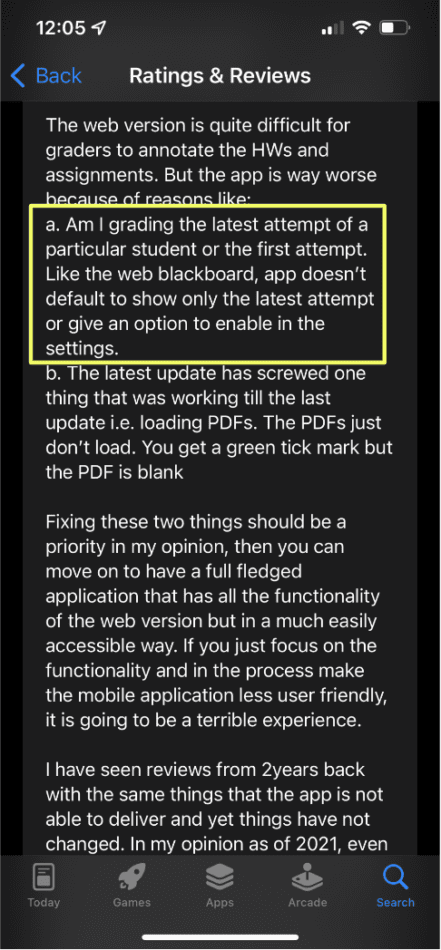 12:05
Back
Ratings & Reviews
The web version is quite difficult for
graders to annotate the HWs and
assignments. But the app is way worse
because of reasons like:
a. Am I grading the latest attempt of a
particular student or the first attempt.
Like the web blackboard, app doesn't
default to show only the latest attempt
or give an option to enable in the
settings.
b. The latest update has screwed one
thing that was working till the last
update i.e. loading PDFs. The PDFs just
don't load. You get a green tick mark but
the PDF is blank
Fixing these two things should be a
priority in my opinion, then you can
move on to have a full fledged
application that has all the functionality
of the web version but in a much easily
accessible way. If you just focus on the
functionality and in the process make
the mobile application less user friendly,
it is going to be a terrible experience.
I have seen reviews from 2years back
with the same things that the app is not
able to deliver and yet things have not
changed. In my opinion as of 2021, even
Today
Games
Apps
Arcade
Search